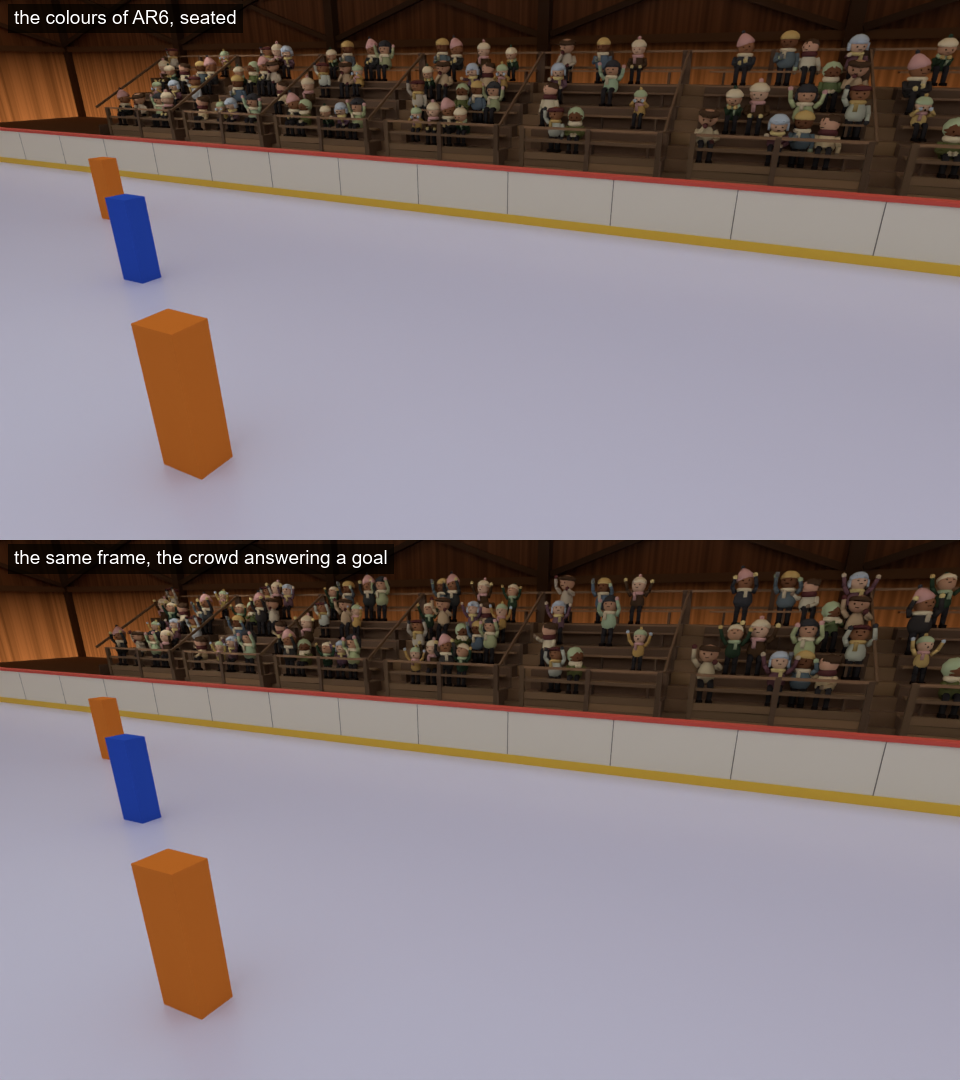 the colours of AR6, seated
the same frame, the crowd answering a goal